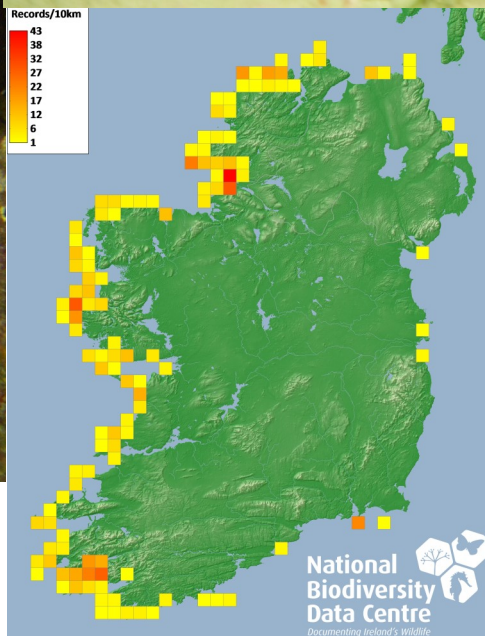 Records/10km
43
38
32
27
22
17
12
6
1
National
Biodiversity
Data Centre
Documenting Ireland's Wildlife